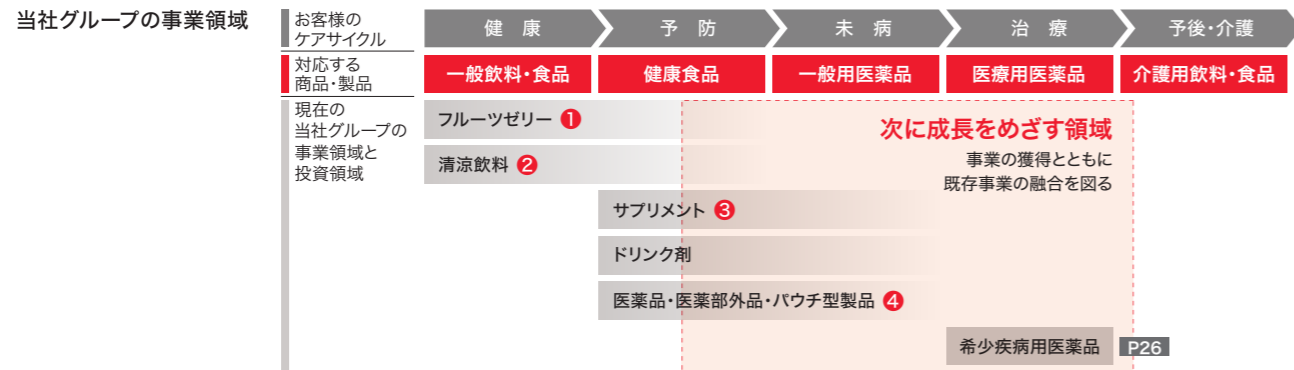 当社グループの事業領域
お客様の
ケアサイクル
健 康
予 防
未 病
治 療
予後・介護
対応する
商品・製品
一般飲料・食品
健康食品
一般用医薬品
医療用医薬品
介護用飲料・食品
現在の
当社グループの
事業領域と
投資領域
フルーツゼリー ❶
清涼飲料 ❷
サプリメント ❸
ドリンク剤
医薬品・医薬部外品・パウチ型製品 ❹
次に成長をめざす領域
事業の獲得とともに
既存事業の融合を図る
希少疾病用医薬品 P26